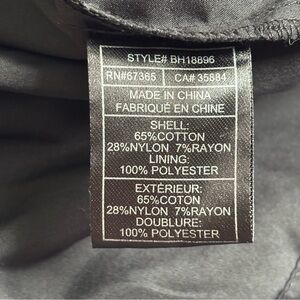 STYLE# BH18896
RN#67365 CA# 35884
MADE IN CHINA
FABRIQUÉ EN CHINE
SHELL:
65%COTTON
28%NYLON 7%RAYON
LINING:
100% POLYESTER
EXTÉRIEUR:
65%COTON
28%NYLON 7%RAYON
DOUBLURE:
100% POLYESTER